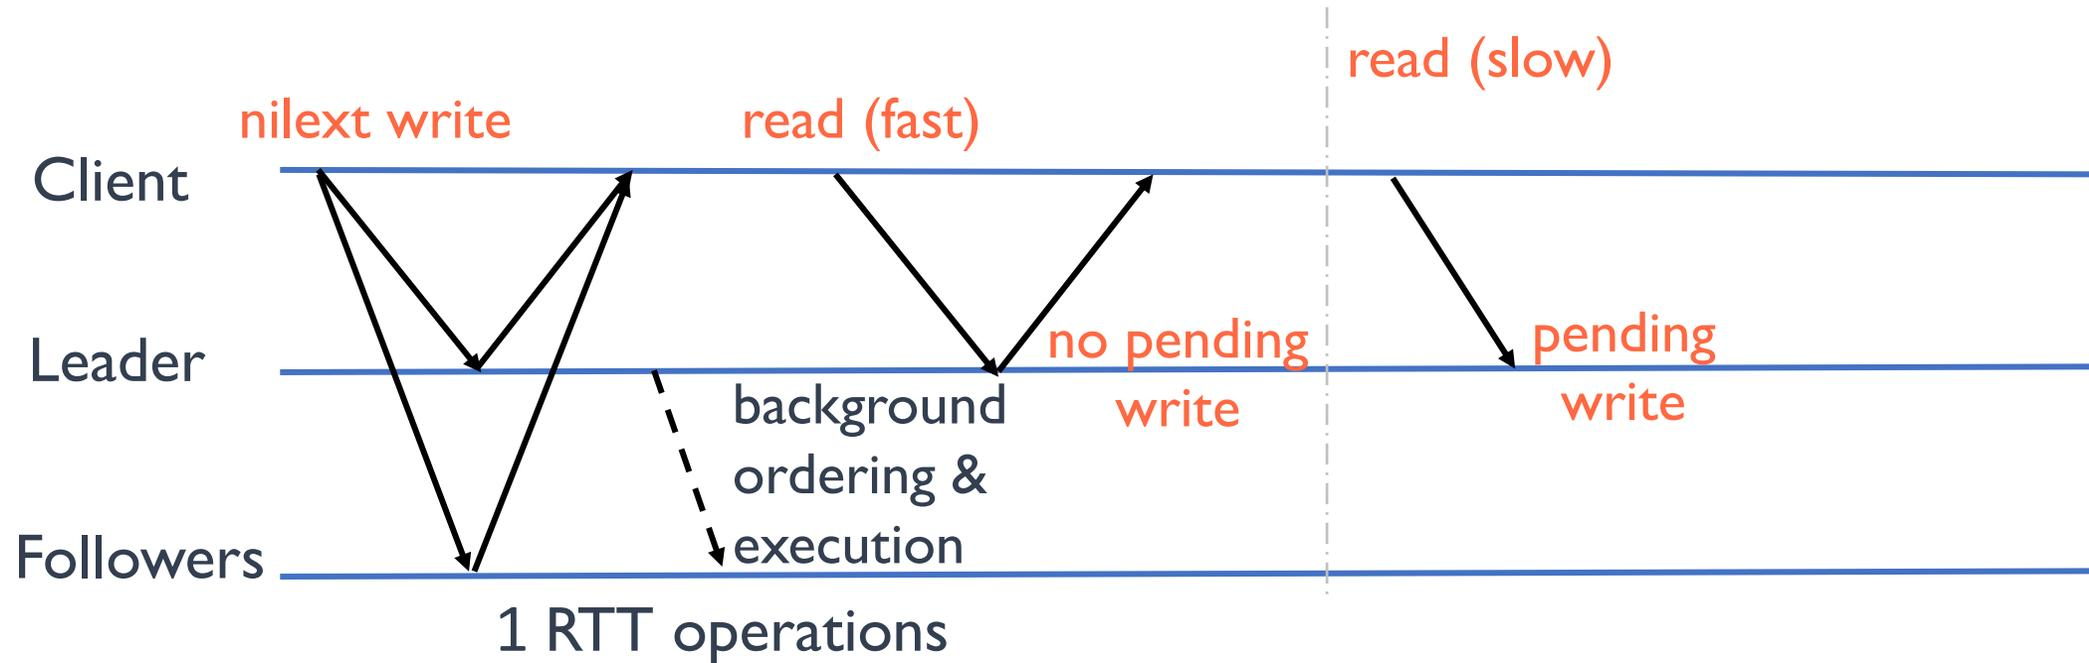 read (slow)
nilext write
read (fast)
Client
Leader
no pending
write
pending
write
background
ordering &
execution
Followers
1 RTT operations